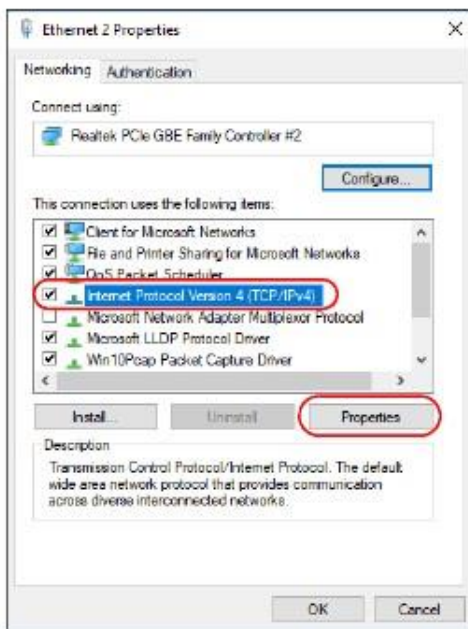 Ethernet 2 Properties
Networking
Authentication
Connect using:
Realtek PCIe GBE Family Controller #2
Configure...
This connection uses the following items:
Client for Microsoft Networks
File and Printer Sharing for Microsoft Networks
QoS Packet Scheduler
Internet Protocol Version 4 (TCP/IPv4)
Microsoft Network Adapter Multiplexor Protocol
Microsoft LLDP Protocol Driver
Win10Pcap Packet Capture Driver
Install...
Uninstall
Properties
Description
Transmission Control Protocol/Internet Protocol. The default
wide area network protocol that provides communication
across diverse interconnected networks.
OK
Cancel